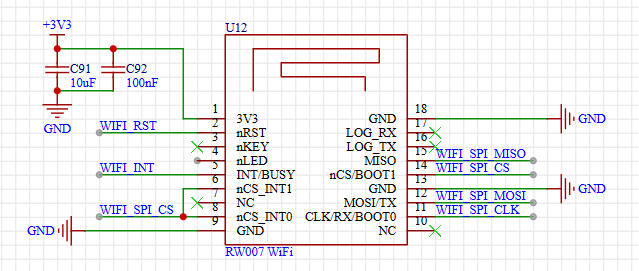 +3V3
U12
C91
10uF
C92
100nF
GND
WIFI_RST
WIFI_INT
WIFI_SPI_CS
GND
1
2
3
4
5
6
7
8
9
3V3
nRST
nKEY
nLED
INT/BUSY
nCS_INT1
NC
nCS_INT0
GND
GND
LOG_RX
LOG_TX
MISO
nCS/BOOT1
GND
MOSI/TX
CLK/RX/BOOT0
NC
18
17
16
15
14
13
12
11
10
GND
WIFI_SPI_MISO
WIFI_SPI_CS
GND
WIFI_SPI_MOSI
WIFI_SPI_CLK
RW007 WiFi